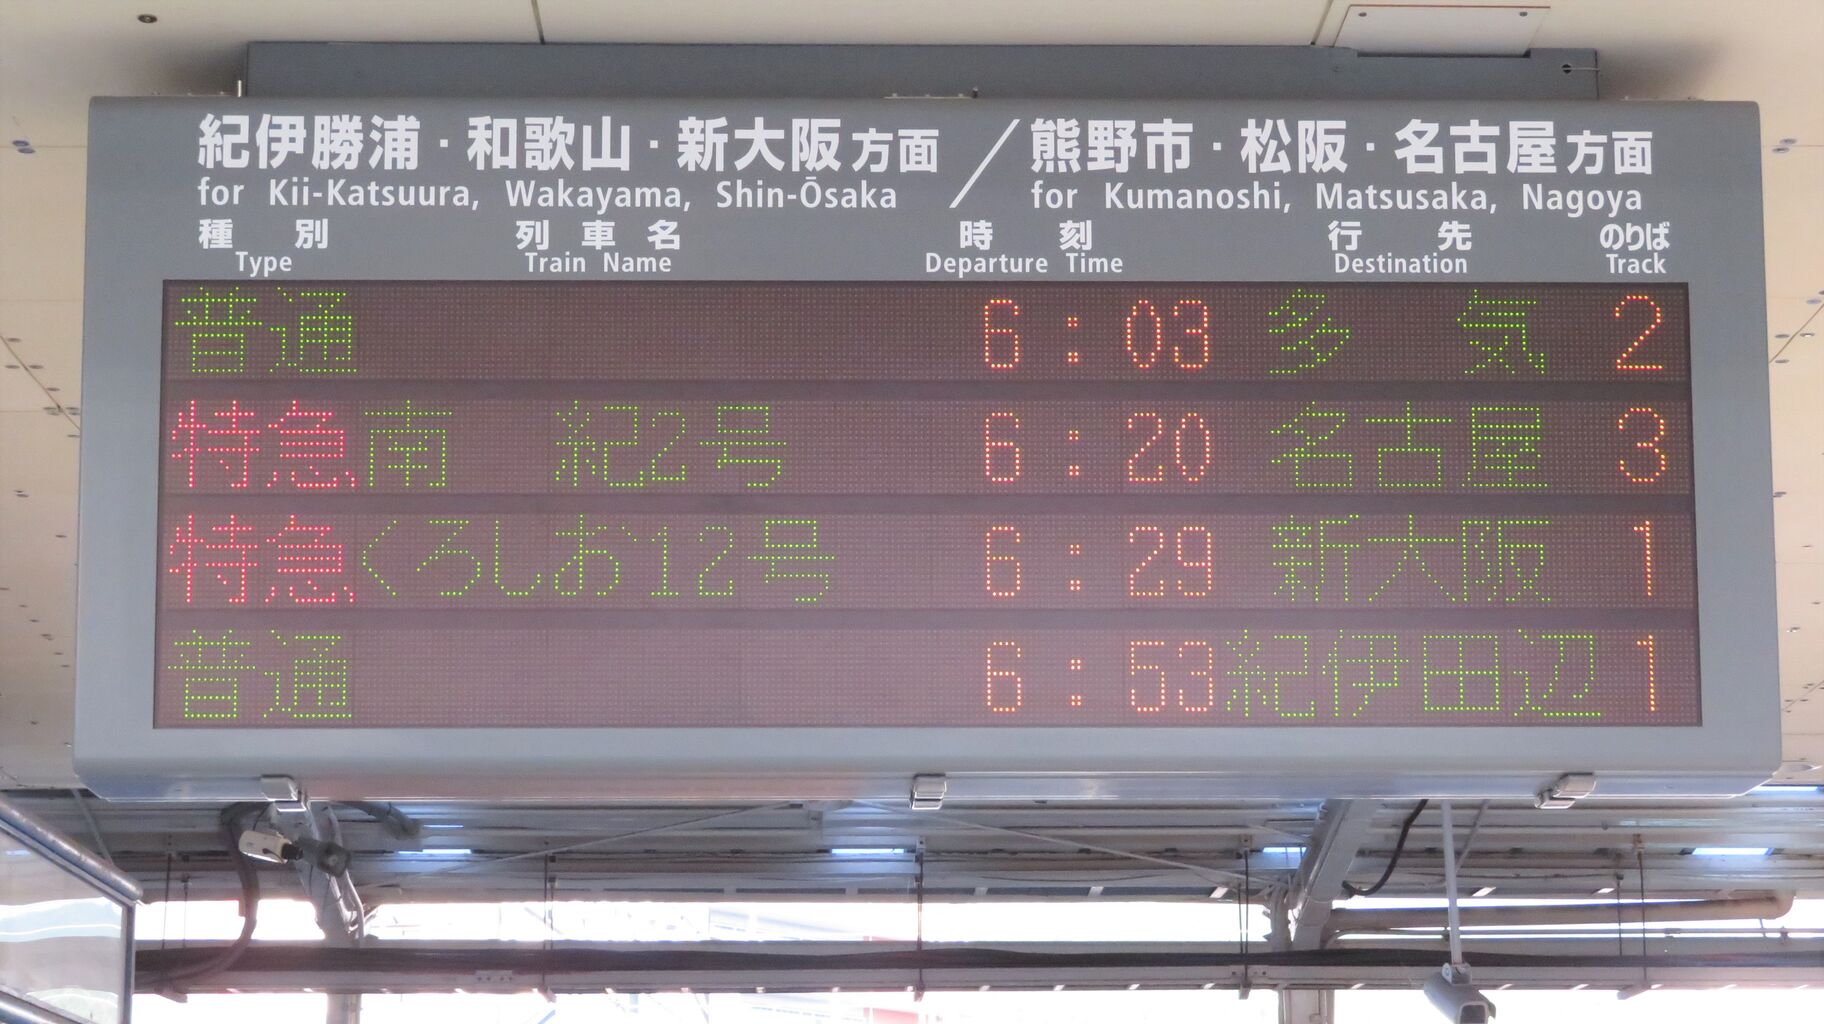 紀伊勝浦・和歌山・新大阪方面／熊野市・松阪・名古屋方面
for Kii-Katsuura, Wakayama, Shin-Ōsaka for Kumanoshi, Matsusaka, Nagoya
種別 列車名 時刻 行先 のりば
Type Train Name Departure Time Destination Track
普通 6:03 多気 2
特急 南紀2号 6:20 名古屋 3
特急 くろしお12号 6:29 新大阪 1
普通 6:53 紀伊田辺 1